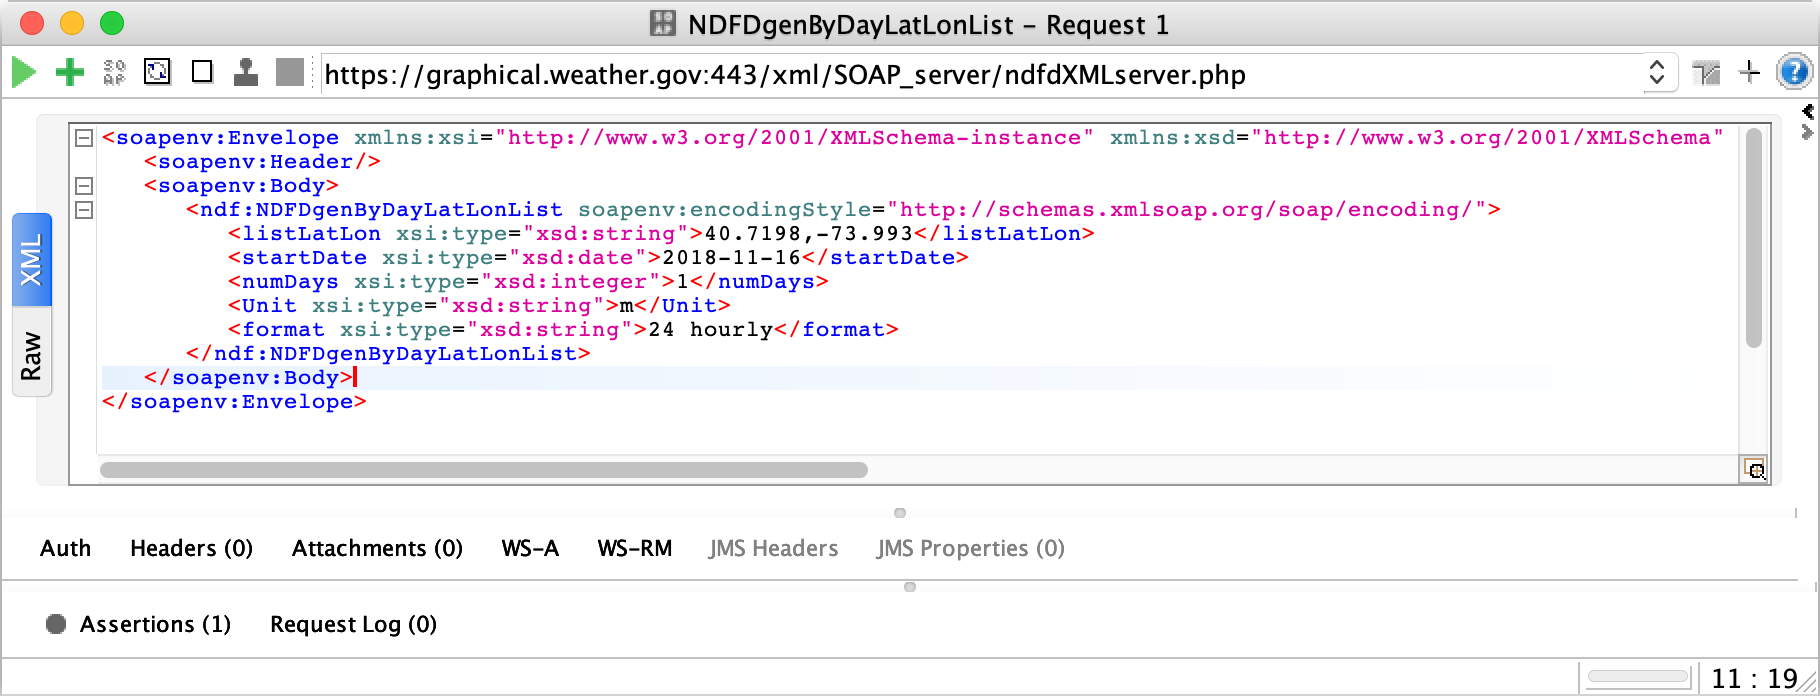 NDFDgenByDayLatLonList – Request 1
https://graphical.weather.gov:443/xml/SOAP_server/ndfdXMLserver.php
<soapenv:Envelope xmlns:xsi="http://www.w3.org/2001/XMLSchema-instance" xmlns:xsd="http://www.w3.org/2001/XMLSchema"
<soapenv:Header/>
<soapenv:Body>
<ndf:NDFDgenByDayLatLonList soapenv:encodingStyle="http://schemas.xmlsoap.org/soap/encoding/">
<listLatLon xsi:type="xsd:string">40.7198,-73.993</listLatLon>
<startDate xsi:type="xsd:date">2018-11-16</startDate>
<numDays xsi:type="xsd:integer">1</numDays>
<Unit xsi:type="xsd:string">m</Unit>
<format xsi:type="xsd:string">24 hourly</format>
</ndf:NDFDgenByDayLatLonList>
</soapenv:Body>
</soapenv:Envelope>
XML
Raw
Auth Headers (0) Attachments (0) WS-A WS-RM JMS Headers JMS Properties (0)
Assertions (1) Request Log (0)
11 : 19